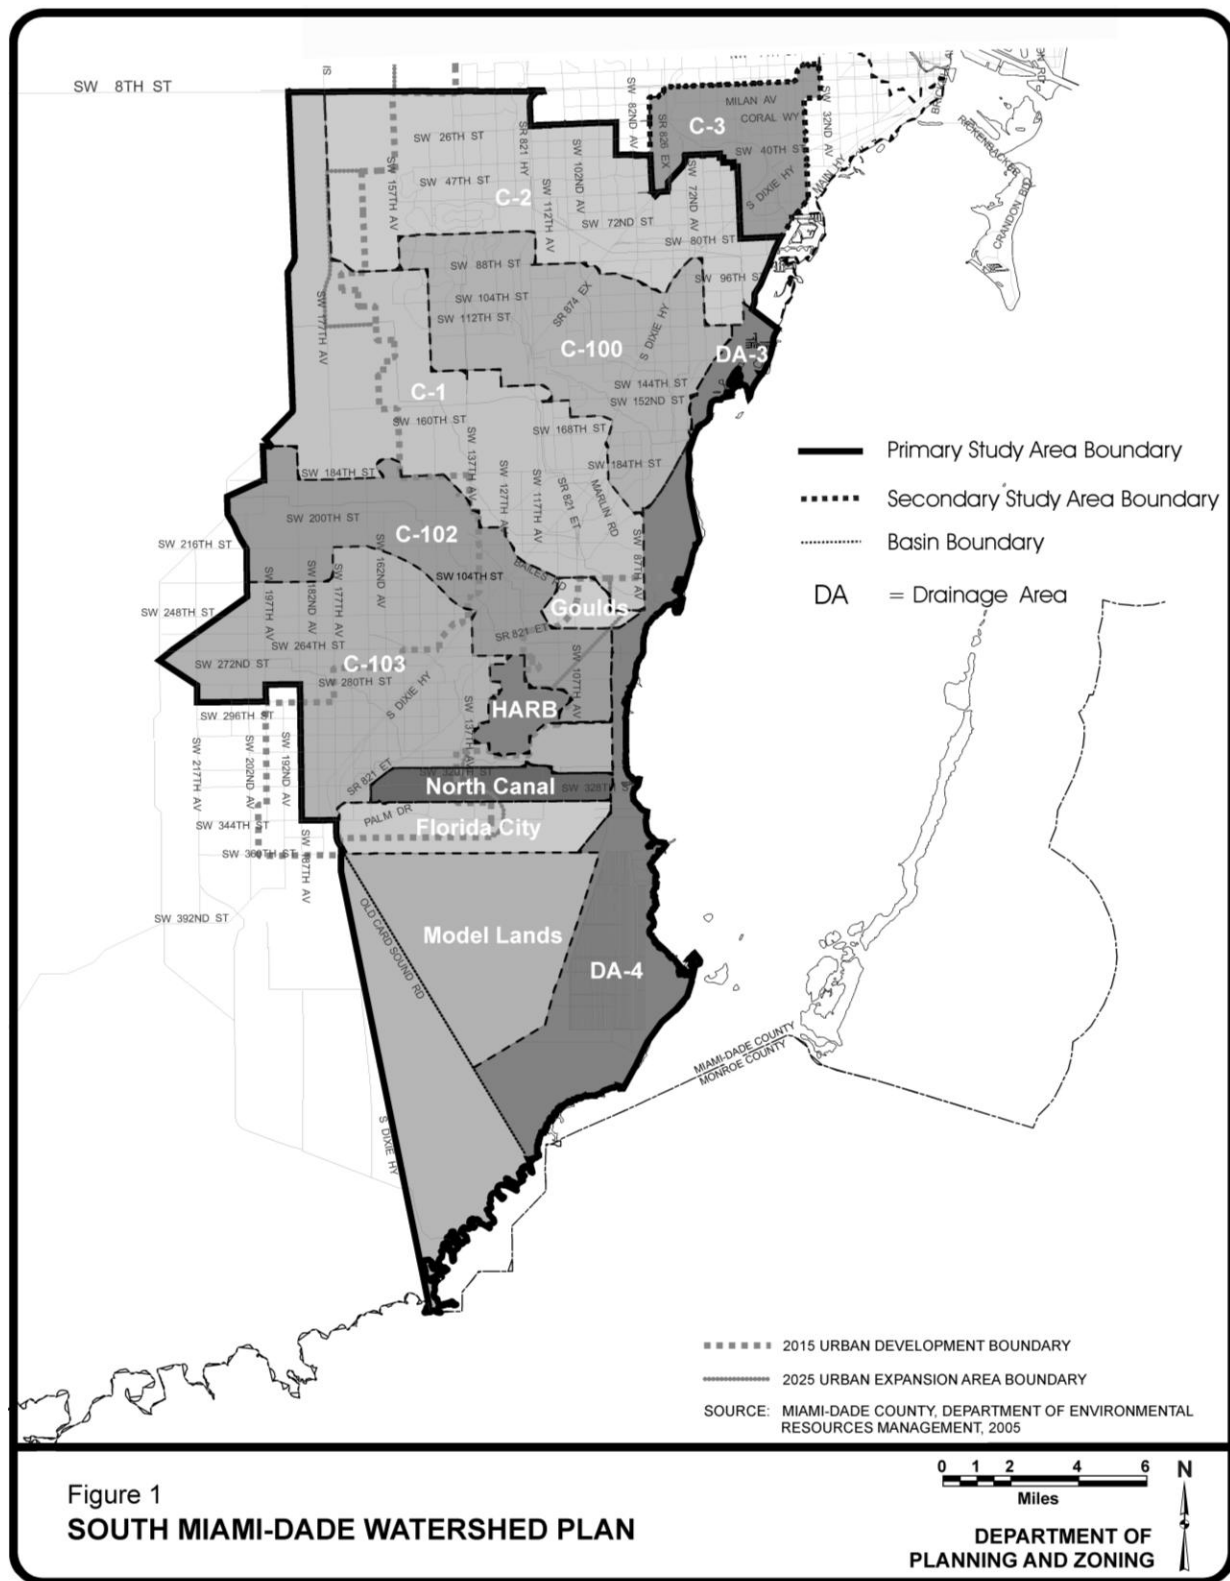 SW 8TH ST
MILAN AV
CORAL WY
C-3
SW 82ND AV
SR 826 EX
SW 32ND AV
SW 40TH ST
S DIXIE HY
MAIN HY
RICKENBACKER
CRANDON BLVD
SW 26TH ST
SR 821 HY
SW 102ND AV
SW 157TH AV
SW 47TH ST
C-2
SW 112TH AV
SW 72ND AV
SW 72ND ST
SW 80TH ST
SW 88TH ST
SW 96TH ST
SW 104TH ST
SW 112TH ST
SR 874 EX
SW 177TH AV
S DIXIE HY
C-100
DA-3
SW 144TH ST
SW 152ND ST
C-1
SW 160TH ST
SW 168TH ST
SW 137TH AV
SW 184TH ST
SW 184TH ST
SW 127TH AV
SW 117TH AV
SR 821 ET
MARLIN RD
Primary Study Area Boundary
Secondary Study Area Boundary
Basin Boundary
DA = Drainage Area
SW 200TH ST
C-102
SW 216TH ST
SW 87TH AV
SW 162ND AV
SW 104TH ST
BAILES RD
SW 197TH AV
SW 182ND AV
SW 177TH AV
SW 248TH ST
Goulds
SR 821 ET
SW 264TH ST
SW 272ND ST
C-103
SW 280TH ST
S DIXIE HY
SW 107TH AV
SW 137TH AV
HARB
SW 296TH ST
SW 217TH AV
SW 202ND AV
SW 192ND AV
SR 821 ET
SW 320TH ST
North Canal
SW 328TH ST
PALM DR
Florida City
SW 344TH ST
SW 360TH ST
SW 187TH AV
SW 392ND ST
OLD CARD SOUND RD
Model Lands
DA-4
MIAMI-DADE COUNTY
MONROE COUNTY
S DIXIE HY
2015 URBAN DEVELOPMENT BOUNDARY
2025 URBAN EXPANSION AREA BOUNDARY
SOURCE: MIAMI-DADE COUNTY, DEPARTMENT OF ENVIRONMENTAL
RESOURCES MANAGEMENT, 2005
0 1 2 4 6
Miles
N
Figure 1
SOUTH MIAMI-DADE WATERSHED PLAN
DEPARTMENT OF
PLANNING AND ZONING